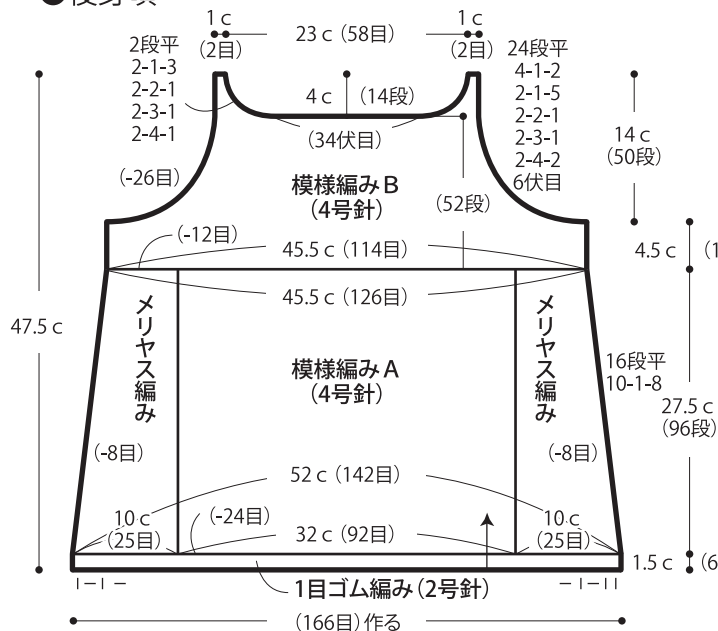 1 c
(2目)
23 c (58目)
1 c
(2目)
2段平
2-1-3
2-2-1
2-3-1
2-4-1
24段平
4-1-2
2-1-5
2-2-1
2-3-1
2-4-2
6伏目
4 c (14段)
(34伏目)
14 c
(50段)
(-26目)
模様編みB
(4号針)
(52段)
(-12目)
45.5 c (114目)
4.5 c (1
45.5 c (126目)
47.5 c
メリヤス編み
模様編みA
(4号針)
メリヤス編み
16段平
10-1-8
27.5 c
(96段)
(-8目)
(-8目)
52 c (142目)
10 c
(25目)
(-24目)
32 c (92目)
10 c
(25目)
1.5 c (6
1目ゴム編み(2号針)
(166目)作る